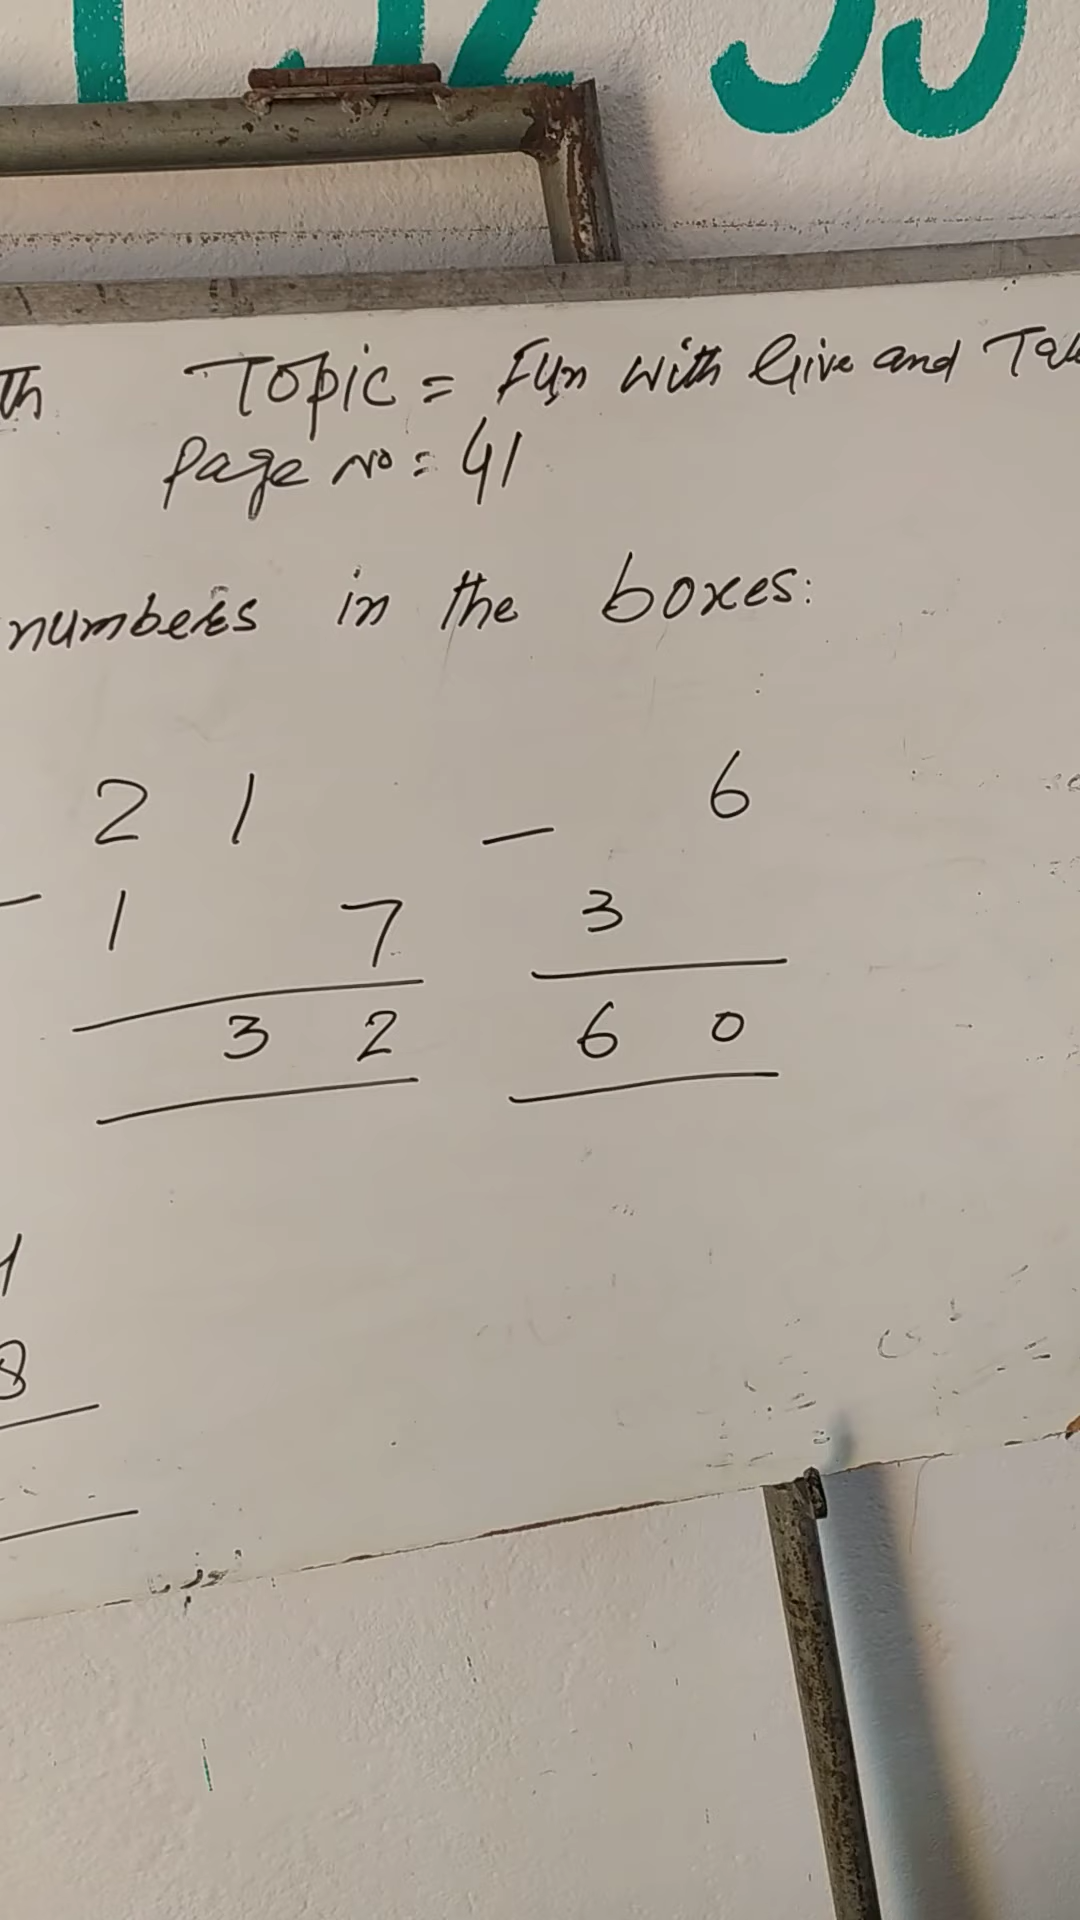 Th Topic = Fun with Give and Ta
Page No = 41
numbers in the boxes:
2 1
— 6
— 1 7
3
3 2
6 0
8